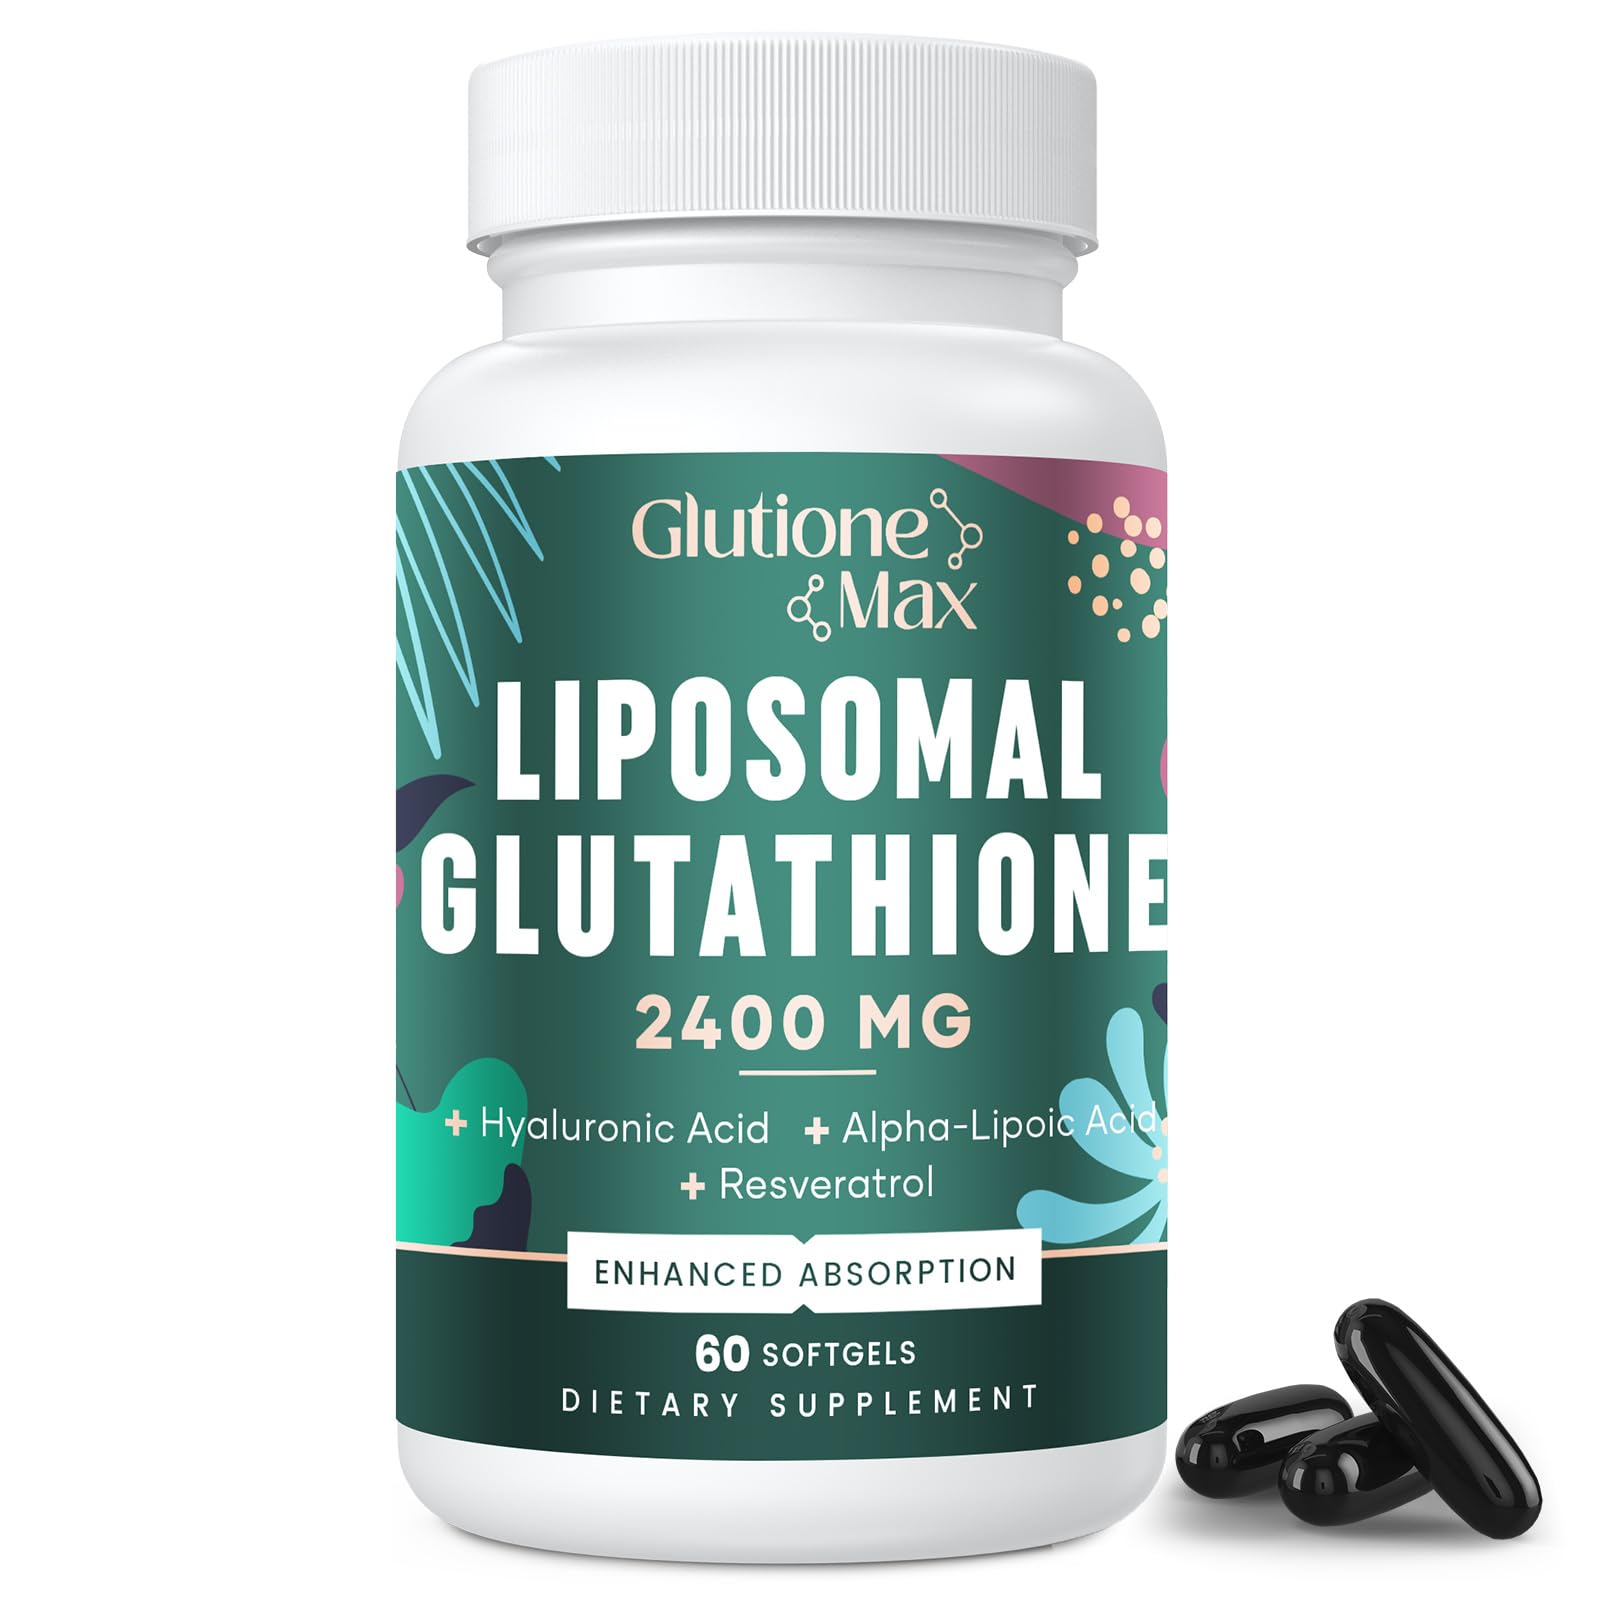 Glutione
Max
LIPOSOMAL
GLUTATHIONE
2400 MG
+ Hyaluronic Acid + Alpha-Lipoic Acid
+ Resveratrol
ENHANCED ABSORPTION
60 SOFTGELS
DIETARY SUPPLEMENT